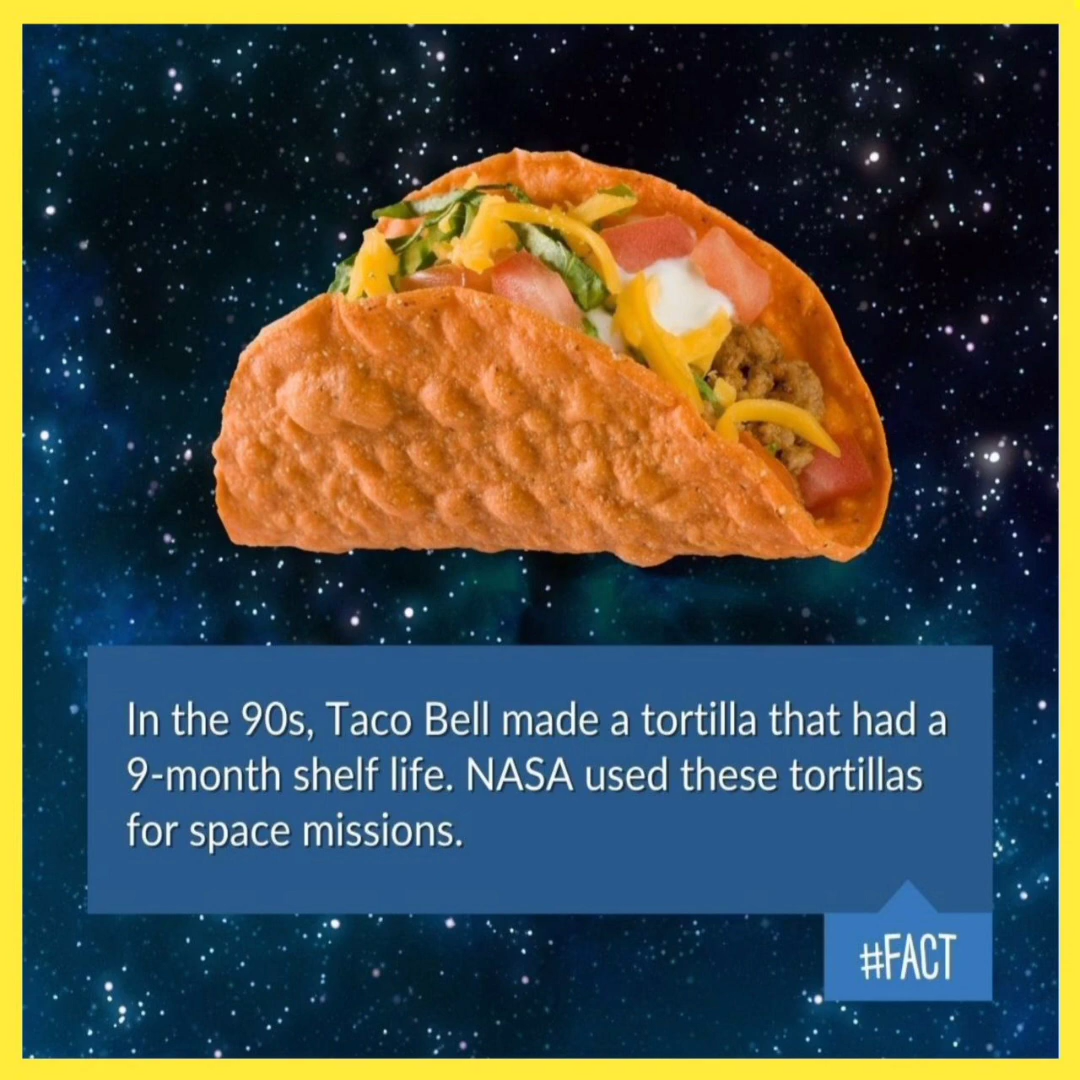 In the 90s, Taco Bell made a tortilla that had a
9-month shelf life. NASA used these tortillas
for space missions.
#FACT